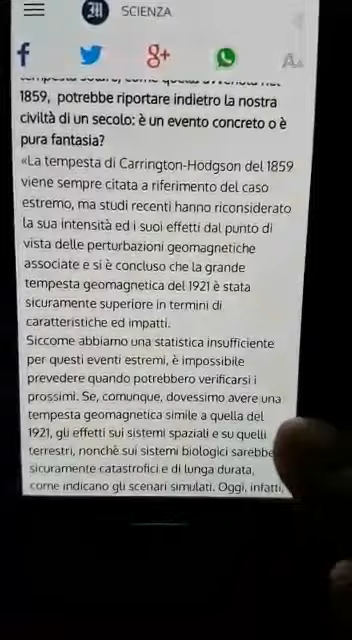 SCIENZA
f g+ A
1859, potrebbe riportare indietro la nostra
civiltà di un secolo: è un evento concreto o è
pura fantasia?
«La tempesta di Carrington-Hodgson del 1859
viene sempre citata a riferimento del caso
estremo, ma studi recenti hanno riconsiderato
la sua intensità ed i suoi effetti dal punto di
vista delle perturbazioni geomagnetiche
associate e si è concluso che la grande
tempesta geomagnetica del 1921 è stata
sicuramente superiore in termini di
caratteristiche ed impatti.
Siccome abbiamo una statistica insufficiente
per questi eventi estremi, è impossibile
prevedere quando potrebbero verificarsi i
prossimi. Se, comunque, dovessimo avere una
tempesta geomagnetica simile a quella del
1921, gli effetti sui sistemi spaziali e su quelli
terrestri, nonchè sui sistemi biologici sarebbe
sicuramente catastrofici e di lunga durata,
come indicano gli scenari simulati. Oggi, infatti,